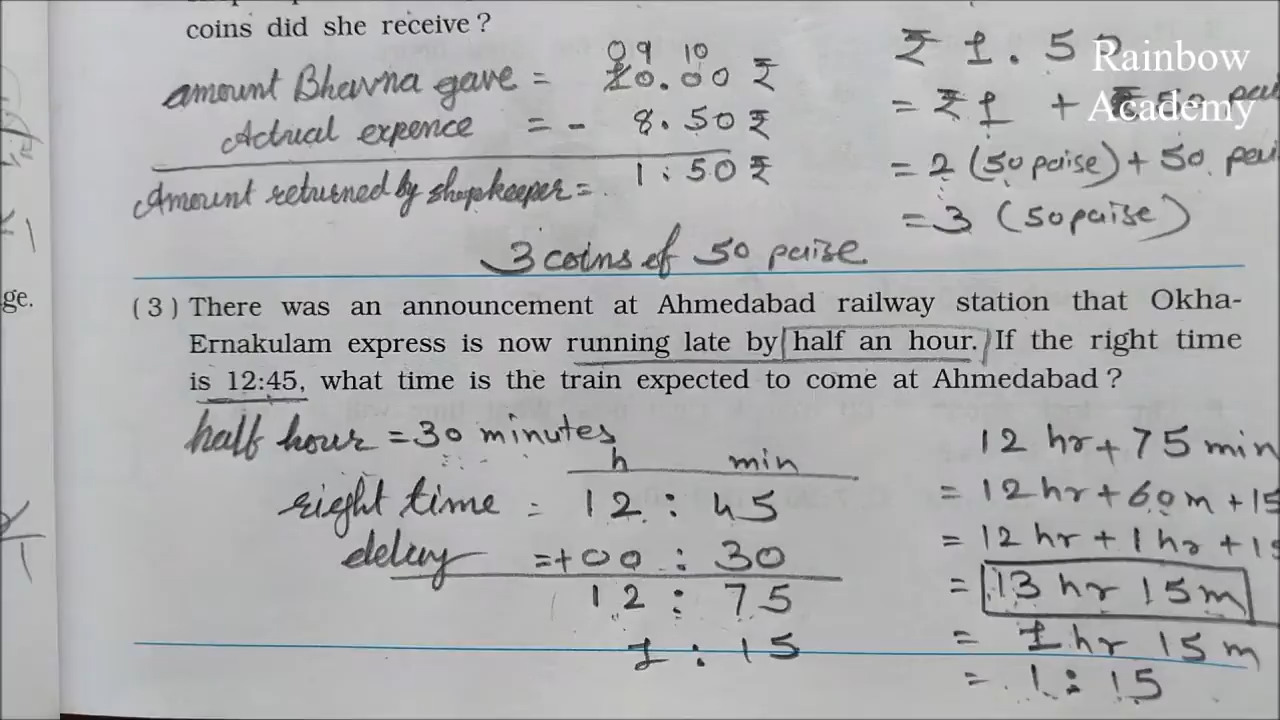 coins did she receive ?
09 10
amount Bhavna gave = 10.00 ₹
Actual expence = - 8.50 ₹
Amount returned by shopkeeper = 1 : 50 ₹
3 coins of 50 paise
₹ 1.50
= ₹1 + ₹50 pai
= 2 (50 paise) + 50 pai
= 3 (50 paise)
Rainbow
Academy
ge.
(3) There was an announcement at Ahmedabad railway station that Okha-
Ernakulam express is now running late by half an hour. If the right time
is 12:45, what time is the train expected to come at Ahmedabad ?
half hour = 30 minutes
h min
right time = 12 : 45
delay = + 00 : 30
12 : 75
1 : 15
12 hr + 75 min
= 12 hr + 60 m + 15
= 12 hr + 1 hr + 15
= 13 hr 15 m
= 1 hr 15 m
= 1 : 15